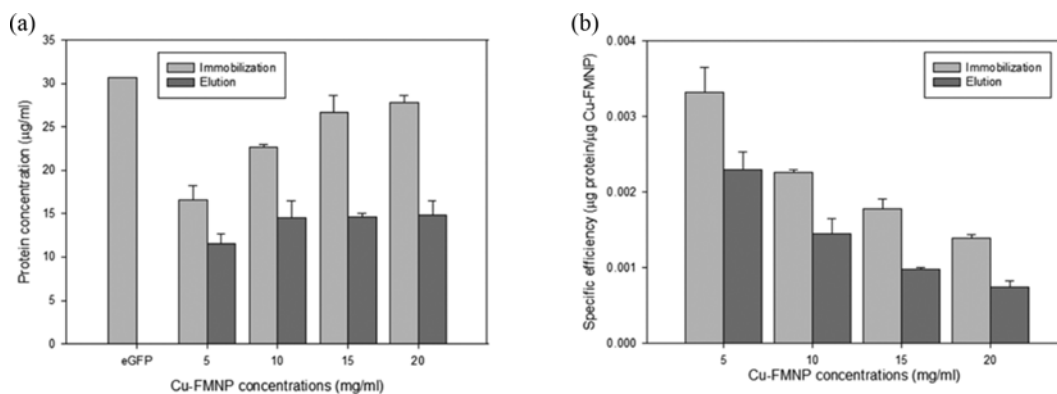 (a)
35
30
25
20
15
10
5
0
Protein concentration (µg/ml)
Immobilization
Elution
eGFP 5 10 15 20
Cu-FMNP concentrations (mg/ml)
(b)
0.004
0.003
0.002
0.001
0.000
Specific efficiency (µg protein/µg Cu-FMNP)
Immobilization
Elution
5 10 15 20
Cu-FMNP concentrations (mg/ml)